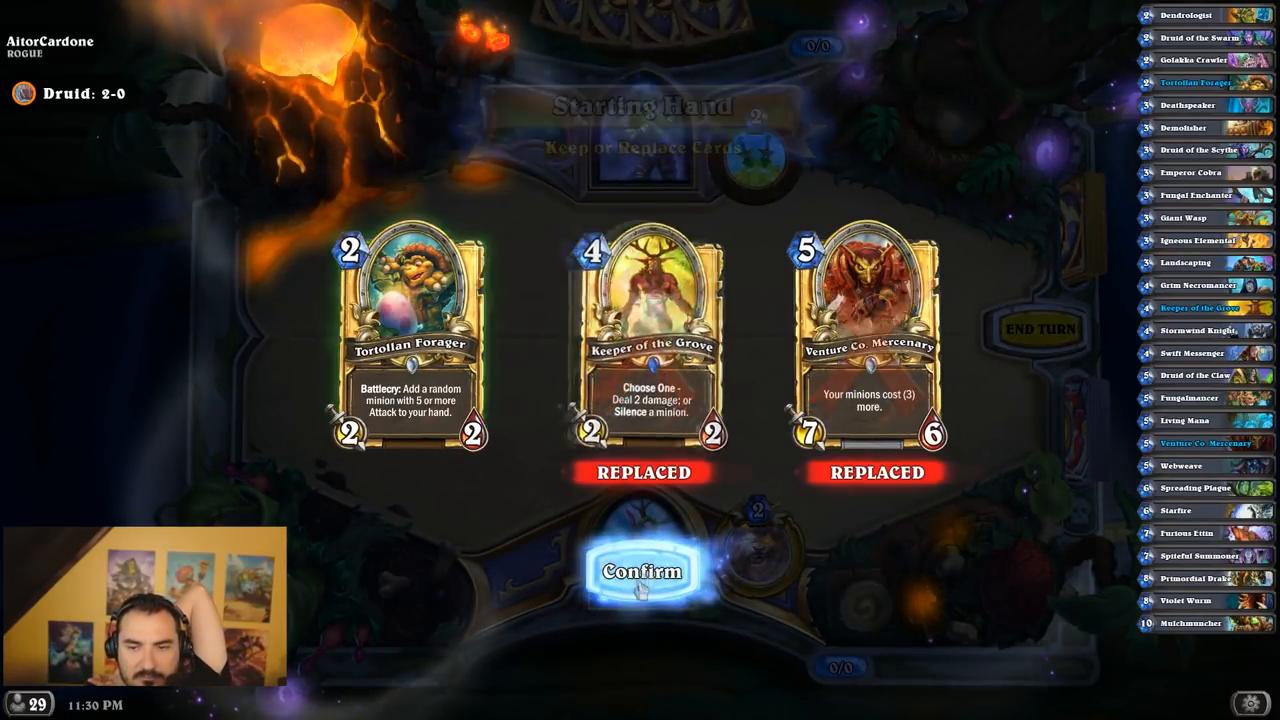 AitorCardone
ROGUE
Druid: 2-0
0/0
Starting Hand
Keep or Replace Cards
2
2
Tortollan Forager
Battlecry: Add a random
minion with 5 or more
Attack to your hand.
2
2
4
Keeper of the Grove
Choose One -
Deal 2 damage; or
Silence a minion.
2
2
REPLACED
5
Venture Co. Mercenary
Your minions cost (3)
more.
7
6
REPLACED
END TURN
Confirm
2
0/0
29
11:30 PM
2 Dendrologist
2 Druid of the Swarm
2 Golakka Crawler
2 Tortollan Forager
3 Deathspeaker
3 Demolisher
3 Druid of the Scythe
3 Emperor Cobra
3 Fungal Enchanter
3 Giant Wasp
3 Igneous Elemental
3 Landscaping
4 Grim Necromancer
4 Keeper of the Grove
4 Stormwind Knight
4 Swift Messenger
5 Druid of the Claw
5 Fungalmancer
5 Living Mana
5 Venture Co. Mercenary
5 Webweave
6 Spreading Plague
6 Starfire
7 Furious Ettin
7 Spiteful Summoner
8 Primordial Drake
8 Violet Wurm
10 Mulchmuncher